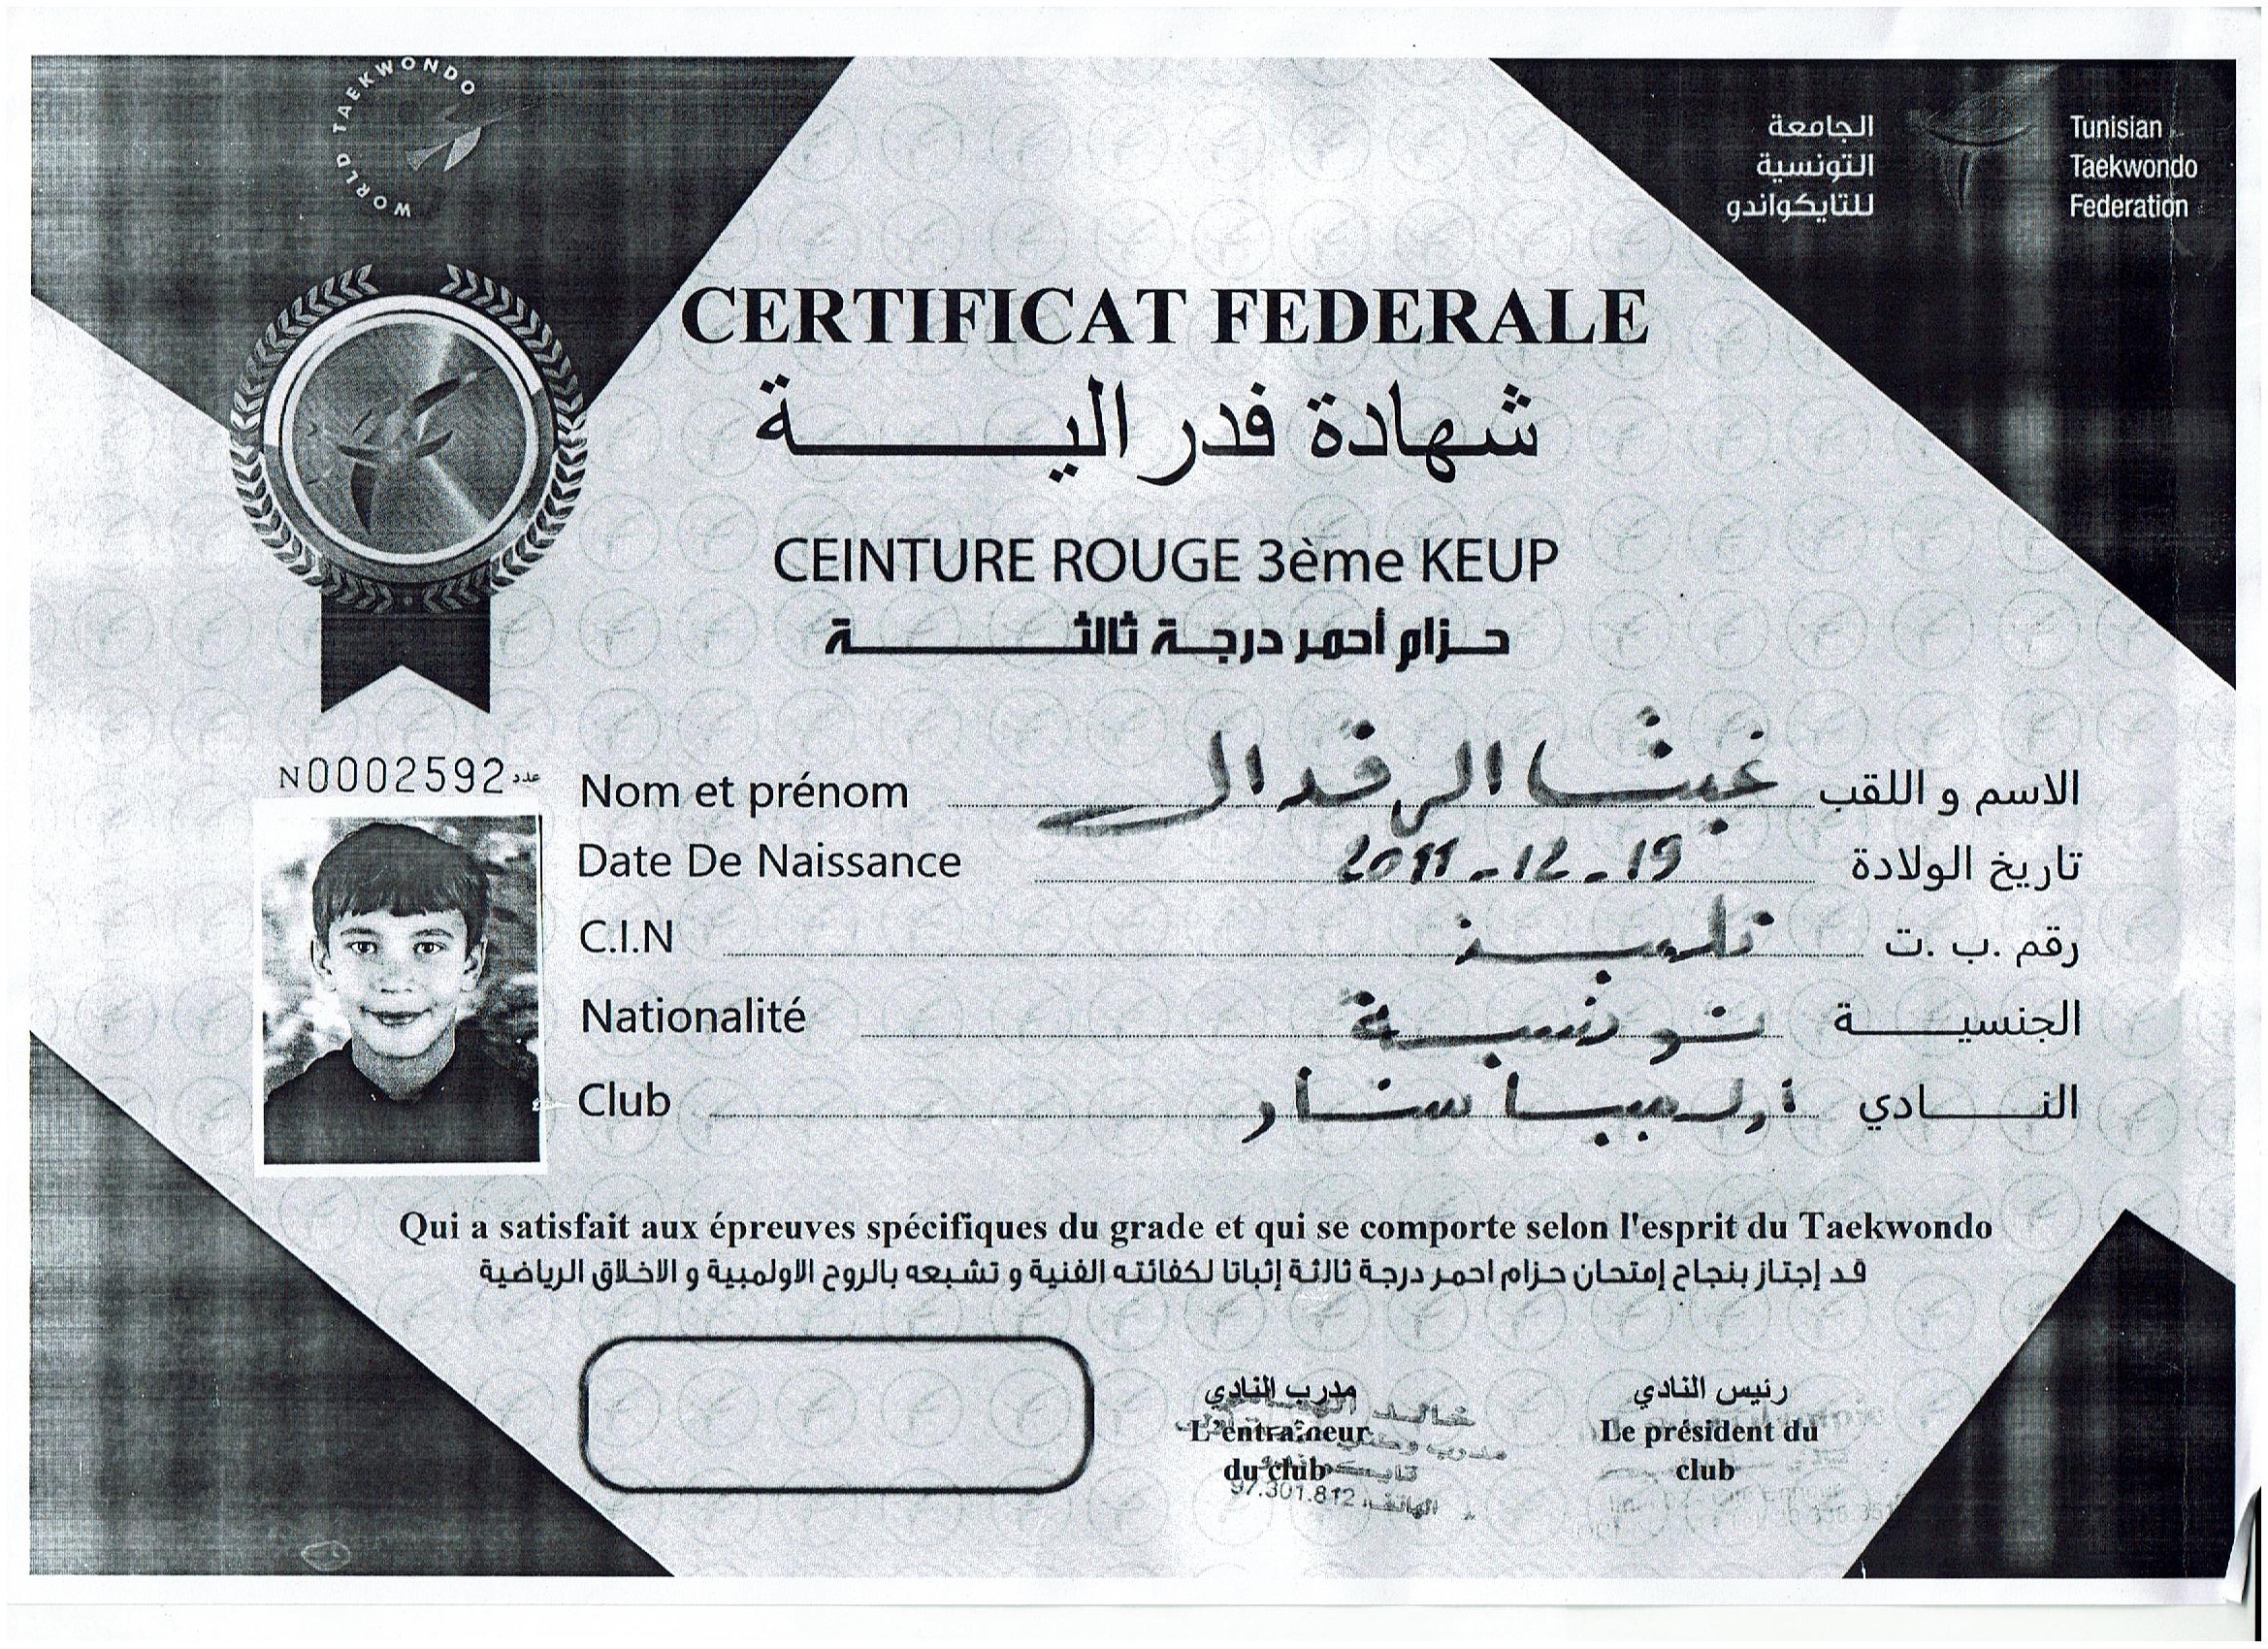 WORLD TAEKWONDO
الجامعة
التونسية
للتايكواندو
Tunisian
Taekwondo
Federation
CERTIFICAT FEDERALE
شهادة فدرالية
CEINTURE ROUGE 3ème KEUP
حزام أحمر درجة ثالثة
N0002592 عدد
Nom et prénom الاسم و اللقب
Date De Naissance 2011-12-19 تاريخ الولادة
C.I.N تلميذ رقم ب. ت.
Nationalité تونسية الجنسية
Club أولمبيا ستار النادي
Qui a satisfait aux épreuves spécifiques du grade et qui se comporte selon l'esprit du Taekwondo
قد إجتاز بنجاح إمتحان حزام احمر درجة ثالثة إثباتا لكفائته الفنية و تشبعه بالروح الاولمبية و الاخلاق الرياضية
مدرب النادي
L'entraîneur
du club
خالد
تايكوندو
الهاتف: 97.301.812
رئيس النادي
Le président du
club